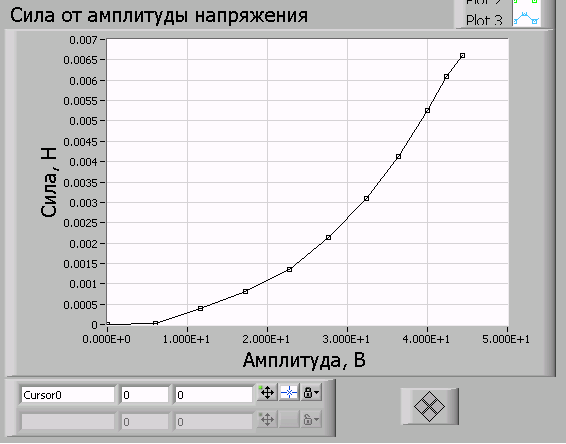 Plot 2
Сила от амплитуды напряжения
Plot 3
0.007
0.0065
0.006
0.0055
0.005
0.0045
0.004
0.0035
0.003
0.0025
0.002
0.0015
0.001
0.0005
0
Сила, Н
0.000E+0 1.000E+1 2.000E+1 3.000E+1 4.000E+1 5.000E+1
Амплитуда, В
Cursor0 0 0
0 0